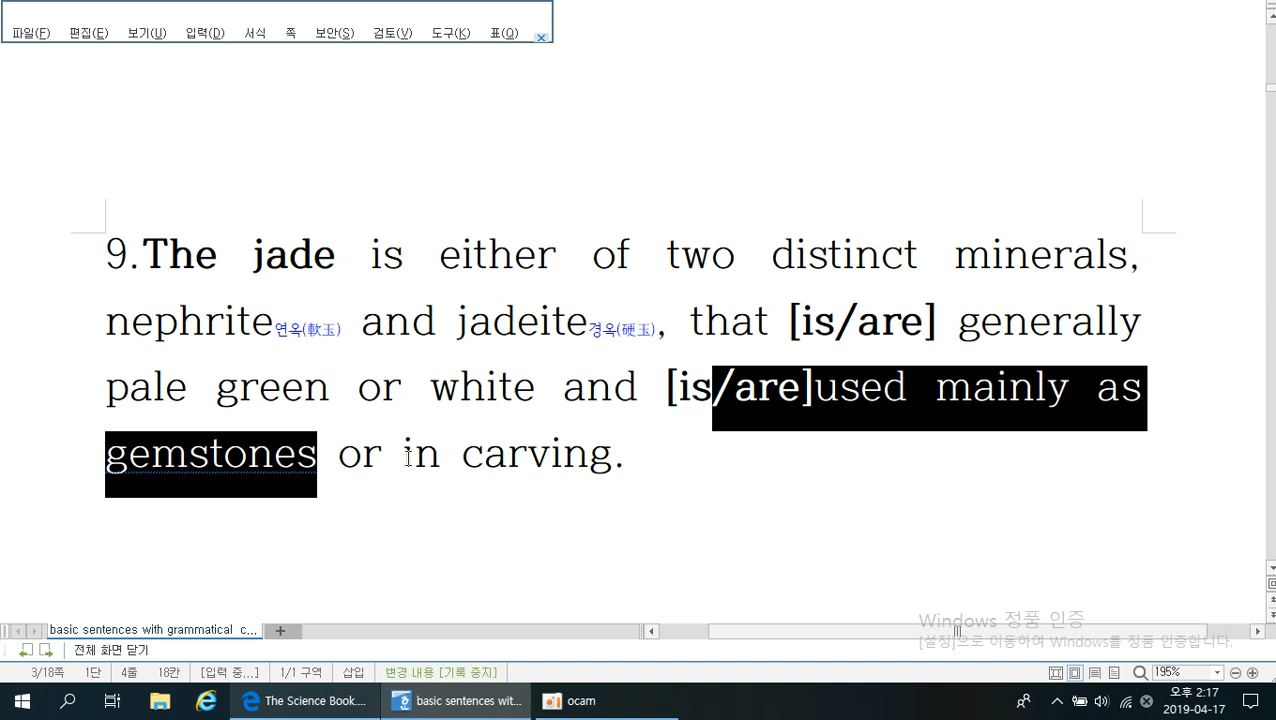 파일(F) 편집(E) 보기(U) 입력(D) 서식 쪽 보안(S) 검토(V) 도구(K) 표(Q)
9.The jade is either of two distinct minerals,
nephrite연옥(軟玉) and jadeite경옥(硬玉), that [is/are] generally
pale green or white and [is/are]used mainly as
gemstones or in carving.
Windows 정품 인증
[설정]으로 이동하여 Windows를 정품 인증합니다.
basic sentences with grammatical c...
전체 화면 닫기
3/18쪽 1단 4줄 18칸 [입력 중...] 1/1 구역 삽입 변경 내용 [기록 중지] 195%
The Science Book.... basic sentences wit... ocam
오후 2:17
2019-04-17